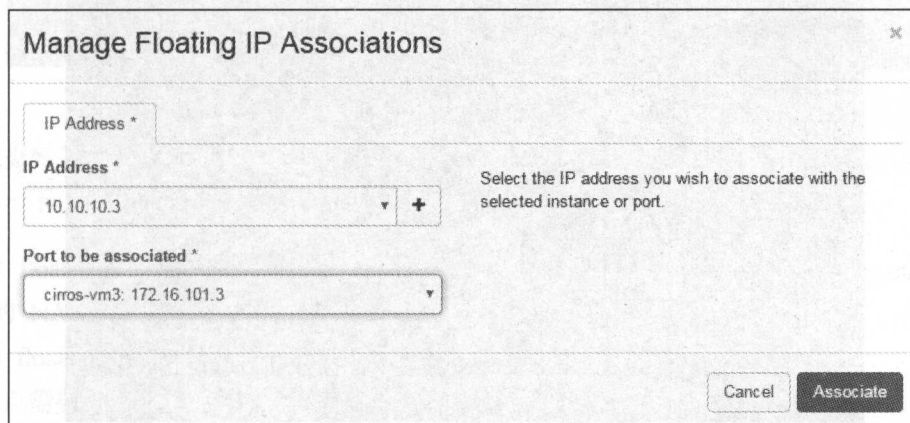 Manage Floating IP Associations
×
IP Address *
IP Address *
10.10.10.3
+
Select the IP address you wish to associate with the
selected instance or port.
Port to be associated *
cirros-vm3: 172.16.101.3
Cancel
Associate